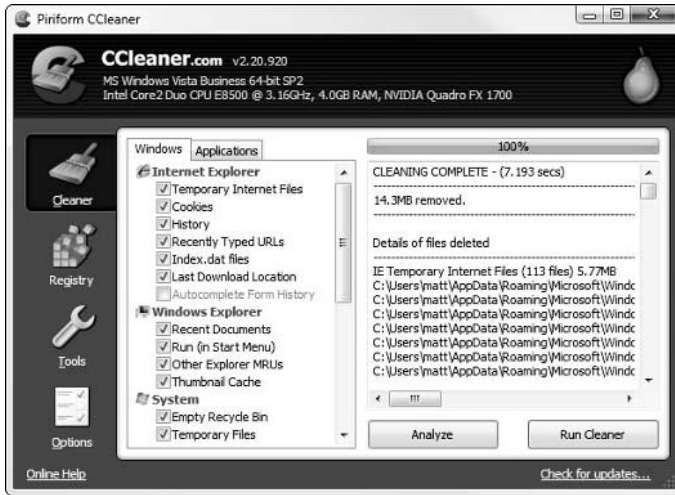 Piriform CCleaner
CCleaner.com v2.20.920
MS Windows Vista Business 64-bit SP2
Intel Core2 Duo CPU E8500 @ 3.16GHz, 4.0GB RAM, NVIDIA Quadro FX 1700
Cleaner
Registry
Tools
Options
Windows
Applications
Internet Explorer
Temporary Internet Files
Cookies
History
Recently Typed URLs
Index.dat files
Last Download Location
Autocomplete Form History
Windows Explorer
Recent Documents
Run (in Start Menu)
Other Explorer MRUs
Thumbnail Cache
System
Empty Recycle Bin
Temporary Files
100%
CLEANING COMPLETE - (7.193 secs)
14.3MB removed.
Details of files deleted
IE Temporary Internet Files (113 files) 5.77MB
C:\Users\matt\AppData\Roaming\Microsoft\Windc
C:\Users\matt\AppData\Roaming\Microsoft\Windc
C:\Users\matt\AppData\Roaming\Microsoft\Windc
C:\Users\matt\AppData\Roaming\Microsoft\Windc
C:\Users\matt\AppData\Roaming\Microsoft\Windc
C:\Users\matt\AppData\Roaming\Microsoft\Windc
C:\Users\matt\AppData\Roaming\Microsoft\Windc
Analyze
Run Cleaner
Online Help
Check for updates...